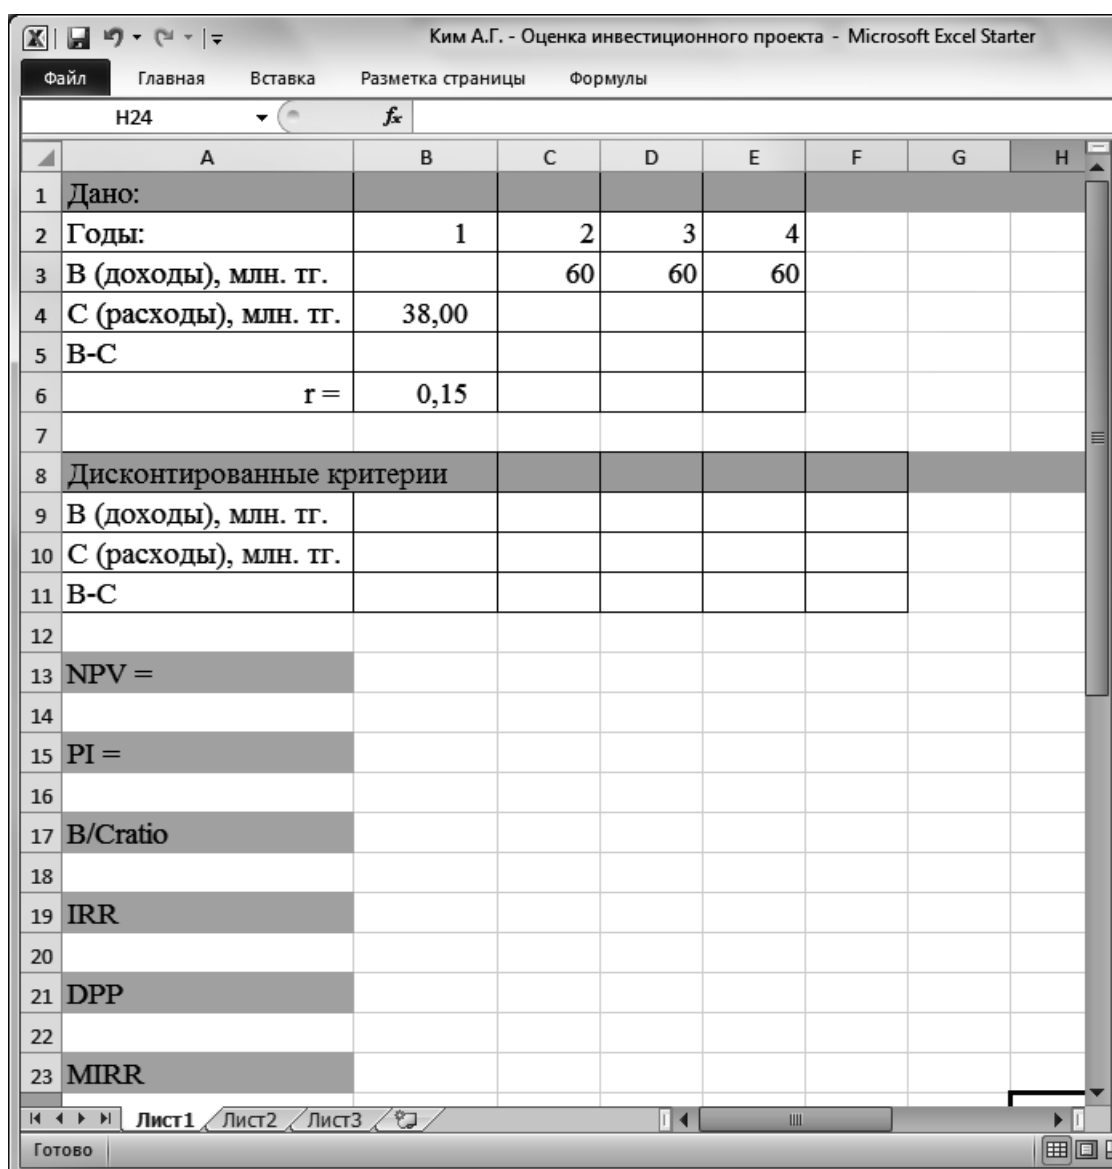 Ким А.Г. - Оценка инвестиционного проекта - Microsoft Excel Starter
Файл Главная Вставка Разметка страницы Формулы
H24 fx
A B C D E F G H
1 Дано:
2 Годы: 1 2 3 4
3 В (доходы), млн. тг. 60 60 60
4 С (расходы), млн. тг. 38,00
5 В-С
6 r = 0,15
7
8 Дисконтированные критерии
9 В (доходы), млн. тг.
10 С (расходы), млн. тг.
11 В-С
12
13 NPV =
14
15 PI =
16
17 B/Cratio
18
19 IRR
20
21 DPP
22
23 MIRR
Лист1 Лист2 Лист3
Готово